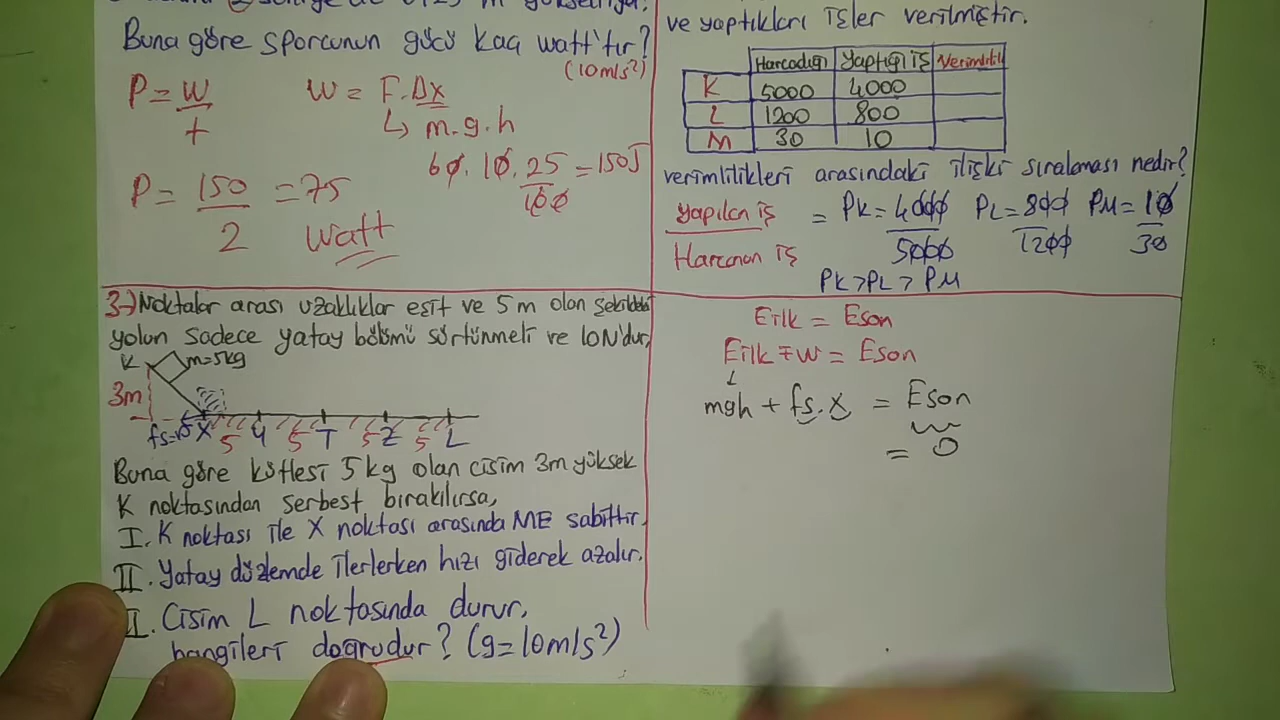 Buna göre sporcunun gücü kaç watt'tır?
(10m/s²)
P = W / t
W = F.Δx
↳ m.g.h
60.10.25/100 = 150J
P = 150/2 = 75 watt
ve yaptıkları işler verilmiştir.
Harcadığı Yaptığı iş Verimlilik
K 5000 4000
L 1200 800
M 30 10
verimlilikleri arasındaki ilişki sıralaması nedir?
Yapılan iş / Harcanan iş = PK = 4000/5000 PL = 800/1200 PM = 10/30
PK > PL > PM
3-) Noktalar arası uzaklıklar eşit ve 5 m olan şekildeki
yolun sadece yatay bölümü sürtünmeli ve 10N'dur.
K m=5kg
3m
fs= X Y T Z L
5 5 5 5
Buna göre kütlesi 5 kg olan cisim 3m yüksek
K noktasından serbest bırakılırsa,
I. K noktası ile X noktası arasında ME sabittir.
II. Yatay düzlemde ilerlerken hızı giderek azalır.
I. Cisim L noktasında durur.
hangileri doğrudur? (g=10m/s²)
Eilk = Eson
Eilk ∓ W = Eson
↓
mgh + fs.x = Eson
= 0